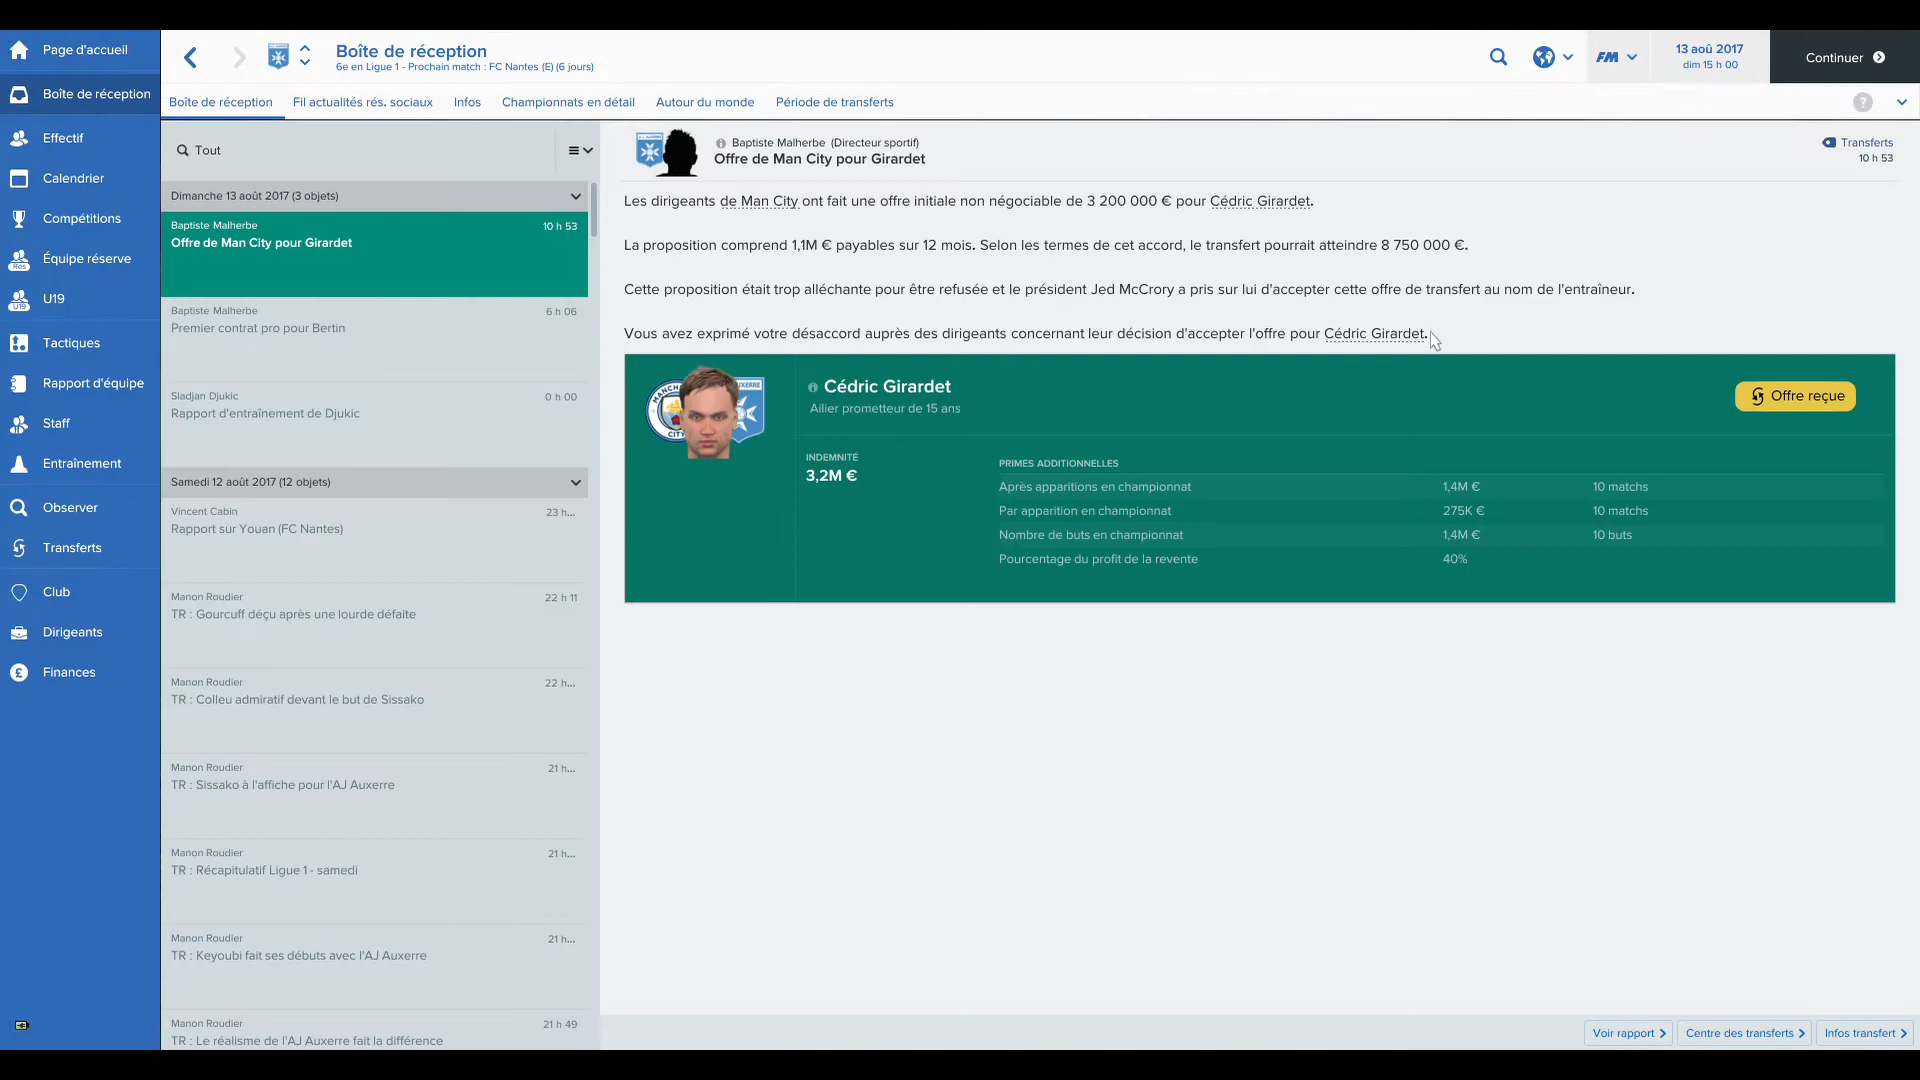 Page d'accueil
Boîte de réception
Effectif
Calendrier
Compétitions
Équipe réserve
U19
Tactiques
Rapport d'équipe
Staff
Entraînement
Observer
Transferts
Club
Dirigeants
Finances
Boîte de réception
6e en Ligue 1 - Prochain match : FC Nantes (E) (6 jours)
FM
13 aoû 2017
dim 15 h 00
Continuer
Boîte de réception
Fil actualités rés. sociaux
Infos
Championnats en détail
Autour du monde
Période de transferts
?
Tout
Dimanche 13 août 2017 (3 objets)
Baptiste Malherbe 10 h 53
Offre de Man City pour Girardet
Baptiste Malherbe 6 h 06
Premier contrat pro pour Bertin
Sladjan Djukic 0 h 00
Rapport d'entraînement de Djukic
Samedi 12 août 2017 (12 objets)
Vincent Cabin 23 h...
Rapport sur Youan (FC Nantes)
Manon Roudier 22 h 11
TR : Gourcuff déçu après une lourde défaite
Manon Roudier 22 h...
TR : Colleu admiratif devant le but de Sissako
Manon Roudier 21 h...
TR : Sissako à l'affiche pour l'AJ Auxerre
Manon Roudier 21 h...
TR : Récapitulatif Ligue 1 - samedi
Manon Roudier 21 h...
TR : Keyoubi fait ses débuts avec l'AJ Auxerre
Manon Roudier 21 h 49
TR : Le réalisme de l'AJ Auxerre fait la différence
Baptiste Malherbe (Directeur sportif)
Offre de Man City pour Girardet
Transferts
10 h 53
Les dirigeants de Man City ont fait une offre initiale non négociable de 3 200 000 € pour Cédric Girardet.
La proposition comprend 1,1M € payables sur 12 mois. Selon les termes de cet accord, le transfert pourrait atteindre 8 750 000 €.
Cette proposition était trop alléchante pour être refusée et le président Jed McCrory a pris sur lui d'accepter cette offre de transfert au nom de l'entraîneur.
Vous avez exprimé votre désaccord auprès des dirigeants concernant leur décision d'accepter l'offre pour Cédric Girardet.
Cédric Girardet
Ailier prometteur de 15 ans
Offre reçue
INDEMNITÉ
3,2M €
PRIMES ADDITIONNELLES
Après apparitions en championnat 1,4M € 10 matchs
Par apparition en championnat 275K € 10 matchs
Nombre de buts en championnat 1,4M € 10 buts
Pourcentage du profit de la revente 40%
Voir rapport
Centre des transferts
Infos transfert